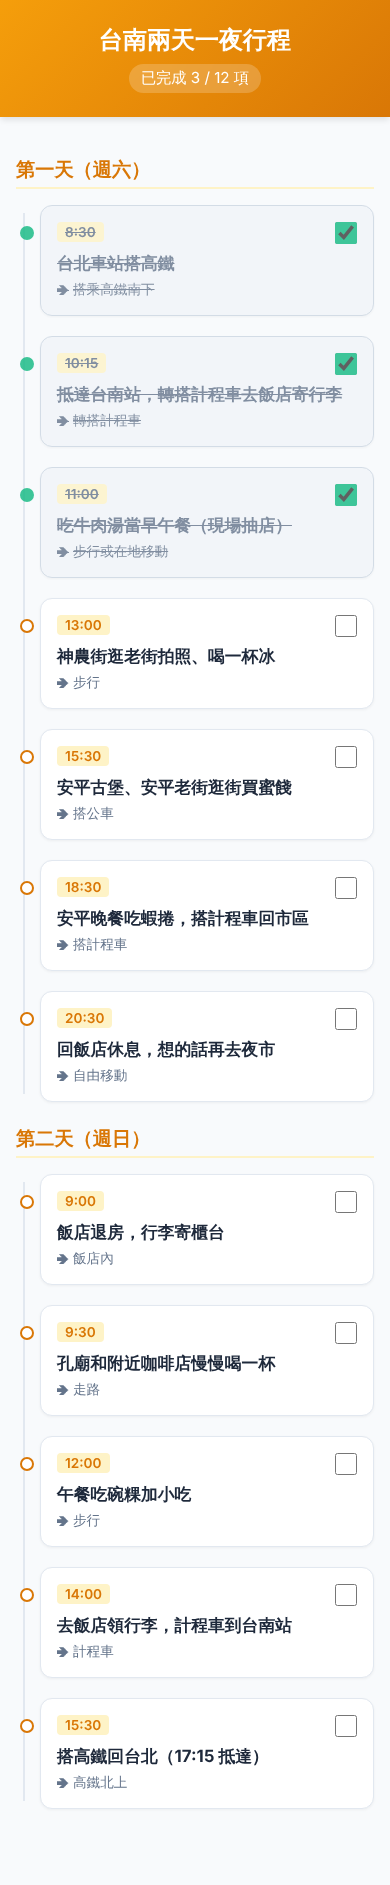 台南兩天一夜行程
已完成 3 / 12 項
第一天（週六）
8:30
台北車站搭高鐵
➔ 搭乘高鐵南下
10:15
抵達台南站，轉搭計程車去飯店寄行李
➔ 轉搭計程車
11:00
吃牛肉湯當早午餐（現場抽店）
➔ 步行或在地移動
13:00
神農街逛老街拍照、喝一杯冰
➔ 步行
15:30
安平古堡、安平老街逛街買蜜餞
➔ 搭公車
18:30
安平晚餐吃蝦捲，搭計程車回市區
➔ 搭計程車
20:30
回飯店休息，想的話再去夜市
➔ 自由移動
第二天（週日）
9:00
飯店退房，行李寄櫃台
➔ 飯店內
9:30
孔廟和附近咖啡店慢慢喝一杯
➔ 走路
12:00
午餐吃碗粿加小吃
➔ 步行
14:00
去飯店領行李，計程車到台南站
➔ 計程車
15:30
搭高鐵回台北（17:15 抵達）
➔ 高鐵北上